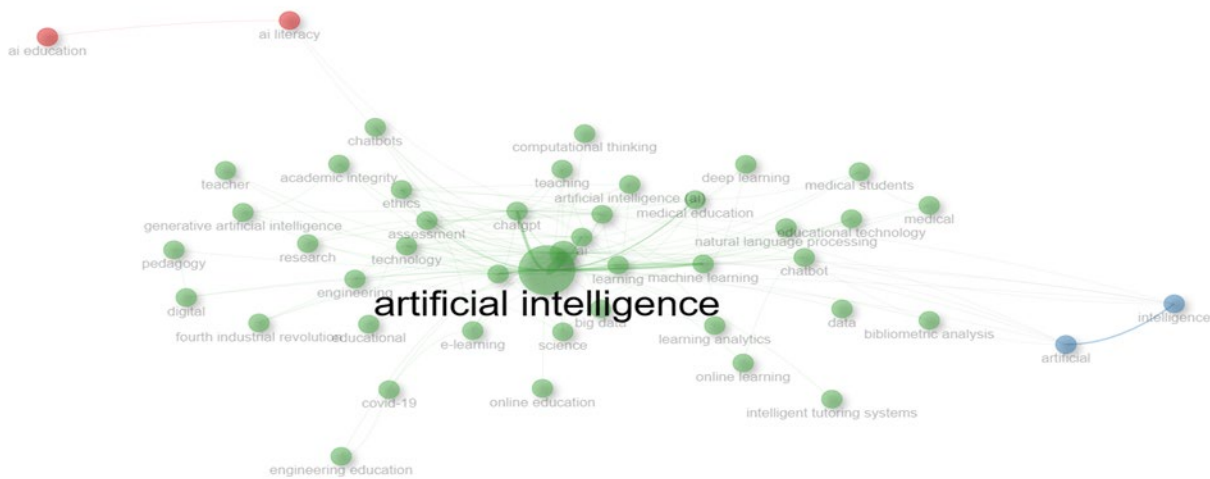 ai education
ai literacy
chatbots
computational thinking
teacher
academic integrity
teaching
deep learning
medical students
ethics
artificial intelligence (ai)
generative artificial intelligence
assessment
chatgpt
medical education
medical
educational technology
natural language processing
pedagogy
research
technology
ai
engineering
learning
machine learning
chatbot
digital
artificial intelligence
fourth industrial revolution
educational
e-learning
science
big data
learning analytics
data
bibliometric analysis
intelligence
artificial
online learning
covid-19
online education
intelligent tutoring systems
engineering education